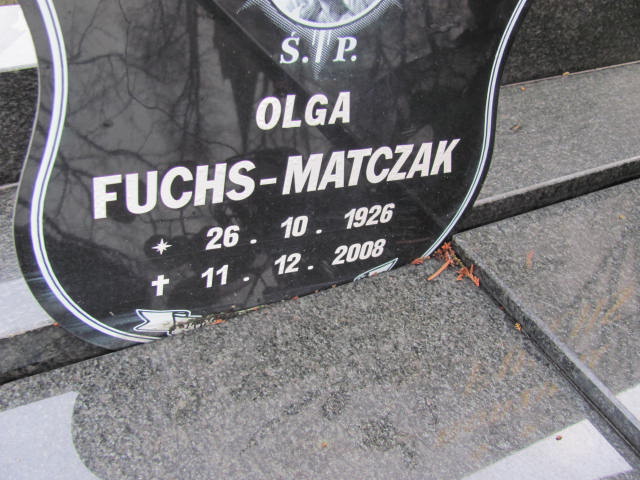 Ś. P.
OLGA
FUCHS-MATCZAK
26. 10. 1926
11. 12. 2008